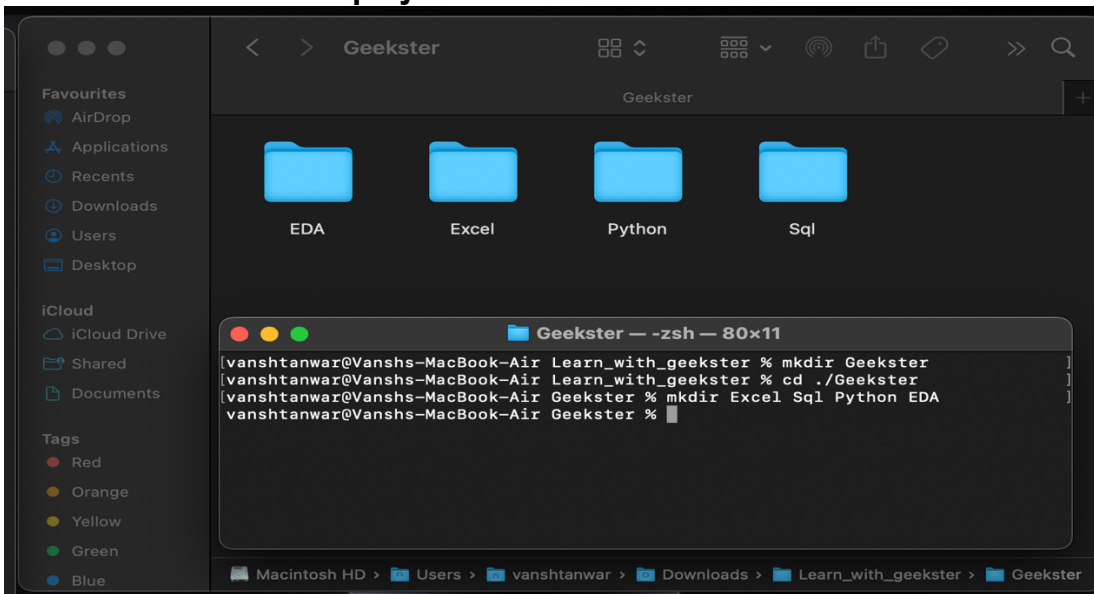 Geekster
Geekster
Favourites
AirDrop
Applications
Recents
Downloads
Users
Desktop
iCloud
iCloud Drive
Shared
Documents
Tags
Red
Orange
Yellow
Green
Blue
EDA Excel Python Sql
Geekster — -zsh — 80×11
[vanshtanwar@Vanshs-MacBook-Air Learn_with_geekster % mkdir Geekster ]
[vanshtanwar@Vanshs-MacBook-Air Learn_with_geekster % cd ./Geekster ]
[vanshtanwar@Vanshs-MacBook-Air Geekster % mkdir Excel Sql Python EDA ]
vanshtanwar@Vanshs-MacBook-Air Geekster %
Macintosh HD > Users > vanshtanwar > Downloads > Learn_with_geekster > Geekster